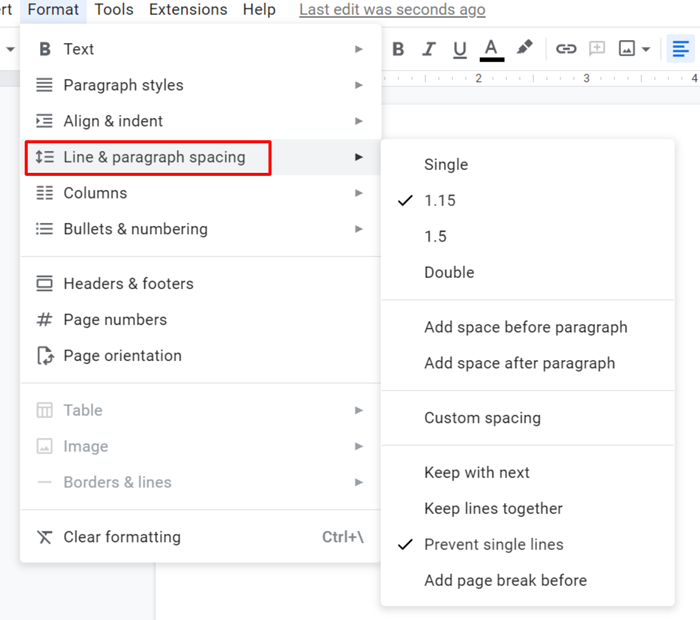 rt Format Tools Extensions Help Last edit was seconds ago
B I U A
2 3 4
B Text
Paragraph styles
Align & indent
Line & paragraph spacing
Columns
Bullets & numbering
Headers & footers
# Page numbers
Page orientation
Table
Image
Borders & lines
Clear formatting Ctrl+\
Single
1.15
1.5
Double
Add space before paragraph
Add space after paragraph
Custom spacing
Keep with next
Keep lines together
Prevent single lines
Add page break before